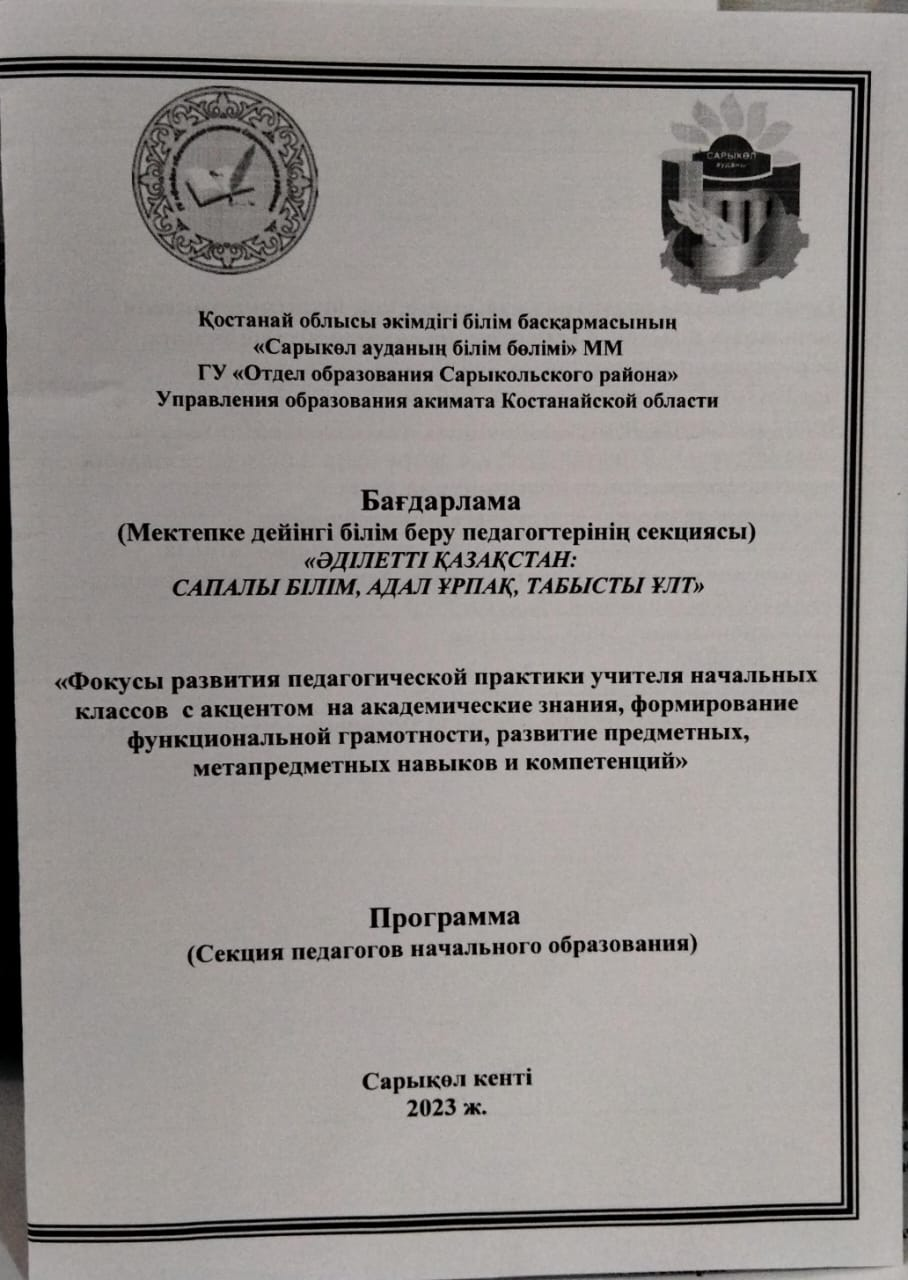 САРЫКӨЛ
ауданы
Қостанай облысы әкімдігі білім басқармасының
«Сарыкөл ауданың білім бөлімі» ММ
ГУ «Отдел образования Сарыкольского района»
Управления образования акимата Костанайской области
Бағдарлама
(Мектепке дейінгі білім беру педагогтерінің секциясы)
«ӘДІЛЕТТІ ҚАЗАҚСТАН:
САПАЛЫ БІЛІМ, АДАЛ ҰРПАҚ, ТАБЫСТЫ ҰЛТ»
«Фокусы развития педагогической практики учителя начальных
классов с акцентом на академические знания, формирование
функциональной грамотности, развитие предметных,
метапредметных навыков и компетенций»
Программа
(Секция педагогов начального образования)
Сарықөл кенті
2023 ж.